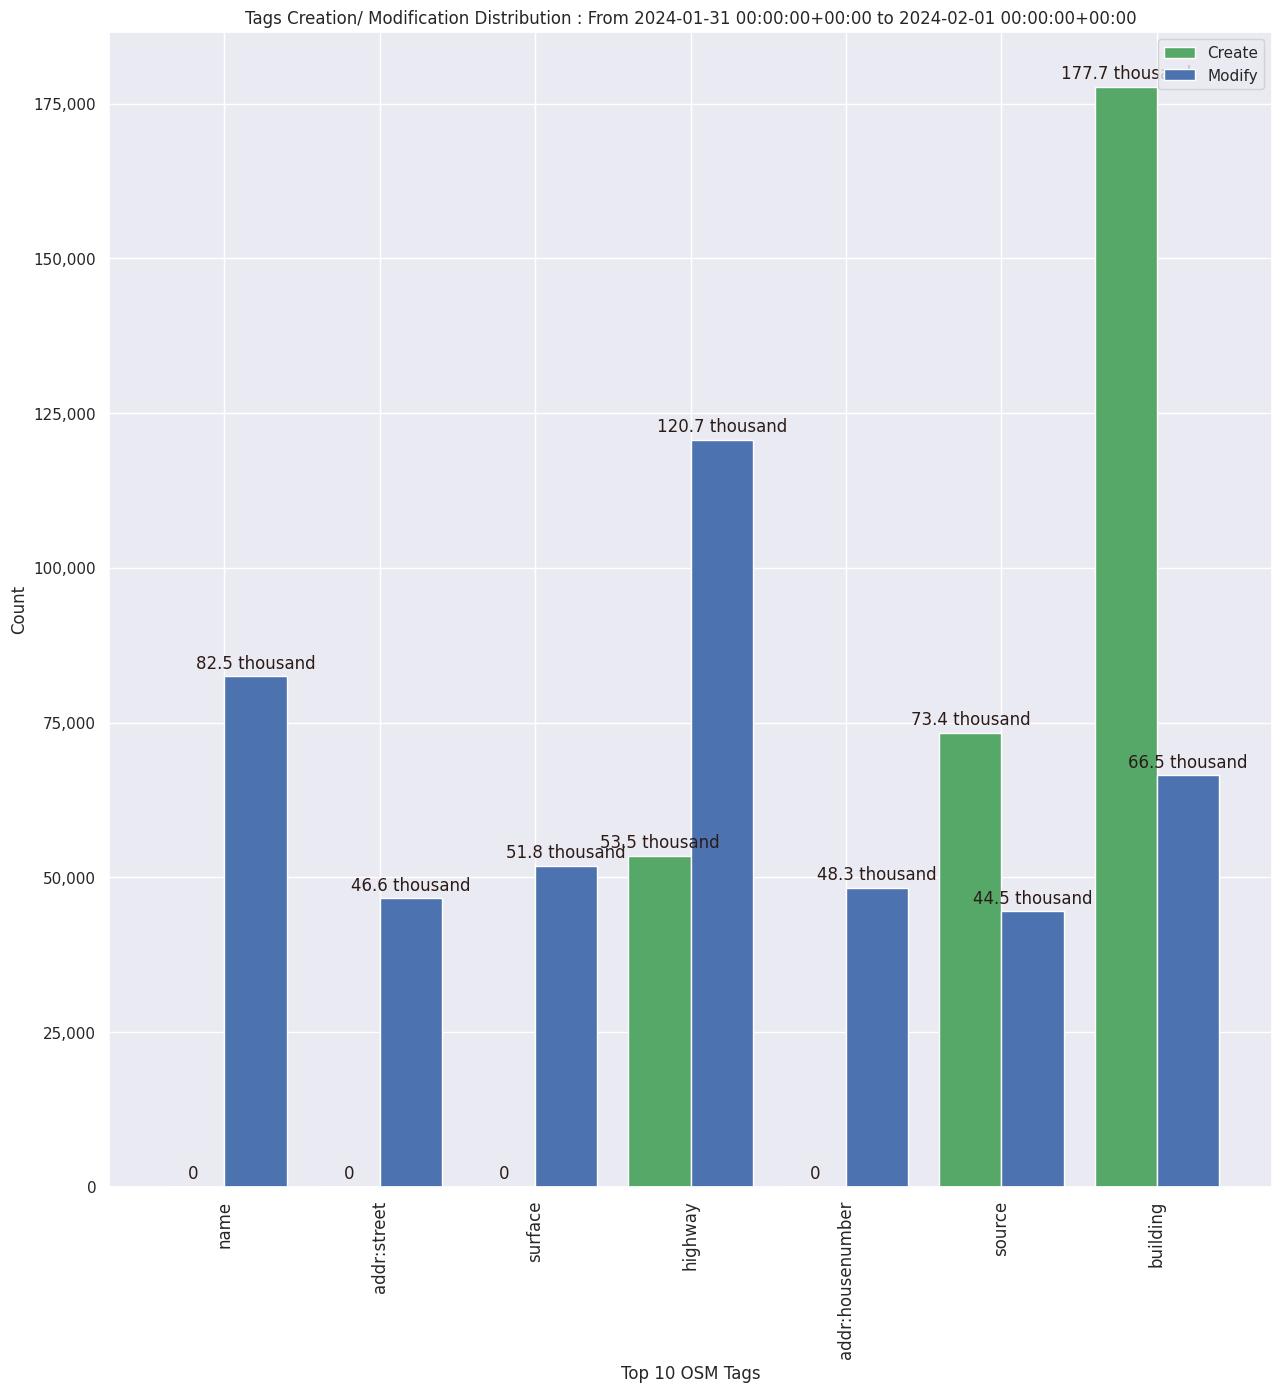 Tags Creation/ Modification Distribution : From 2024-01-31 00:00:00+00:00 to 2024-02-01 00:00:00+00:00
Create
Modify
177.7 thousand
175,000
150,000
125,000
120.7 thousand
100,000
Count
82.5 thousand
75,000
73.4 thousand
66.5 thousand
53.5 thousand
51.8 thousand
50,000
48.3 thousand
46.6 thousand
44.5 thousand
25,000
0
0
0
0
0
name
addr:street
surface
highway
addr:housenumber
source
building
Top 10 OSM Tags